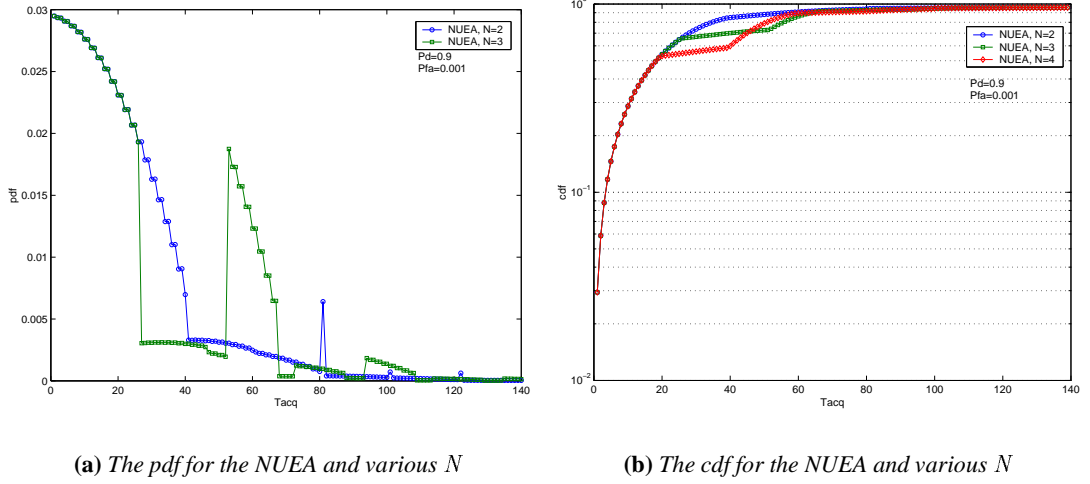 0.03
0.025
0.02
0.015
0.01
0.005
0
pdf
0 20 40 60 80 100 120 140
Tacq
NUEA, N=2
NUEA, N=3
Pd=0.9
Pfa=0.001
10⁰
10⁻¹
10⁻²
cdf
0 20 40 60 80 100 120 140
Tacq
NUEA, N=2
NUEA, N=3
NUEA, N=4
Pd=0.9
Pfa=0.001
(a) The pdf for the NUEA and various N
(b) The cdf for the NUEA and various N